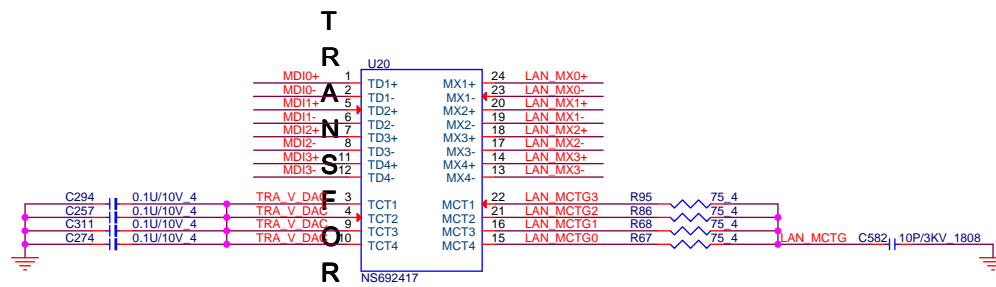 T
R
A
N
S
F
O
R
U20
MDI0+ 1 TD1+ MX1+ 24 LAN_MX0+
MDI0- 2 TD1- MX1- 23 LAN_MX0-
MDI1+ 5 TD2+ MX2+ 20 LAN_MX1+
MDI1- 6 TD2- MX2- 19 LAN_MX1-
MDI2+ 7 TD3+ MX3+ 18 LAN_MX2+
MDI2- 8 TD3- MX3- 17 LAN_MX2-
MDI3+ 11 TD4+ MX4+ 14 LAN_MX3+
MDI3- 12 TD4- MX4- 13 LAN_MX3-
C294 0.1U/10V_4 TRA_V_DAC 3 TCT1 MCT1 22 LAN_MCTG3 R95 75_4
C257 0.1U/10V_4 TRA_V_DAC 4 TCT2 MCT2 21 LAN_MCTG2 R86 75_4
C311 0.1U/10V_4 TRA_V_DAC 9 TCT3 MCT3 16 LAN_MCTG1 R68 75_4
C274 0.1U/10V_4 TRA_V_DAC 10 TCT4 MCT4 15 LAN_MCTG0 R67 75_4 LAN_MCTG C582 10P/3KV_1808
NS692417